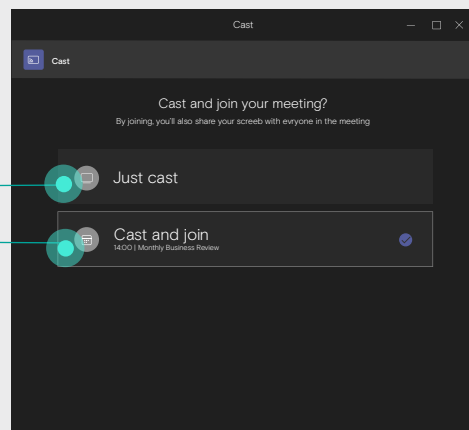 Cast
Cast
Cast and join your meeting?
By joining, you'll also share your screeb with evryone in the meeting
Just cast
Cast and join
14:00 | Monthly Business Review